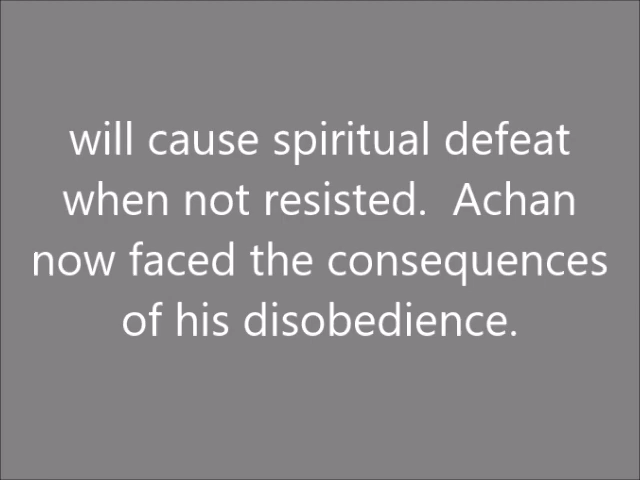 will cause spiritual defeat
when not resisted.  Achan
now faced the consequences
of his disobedience.